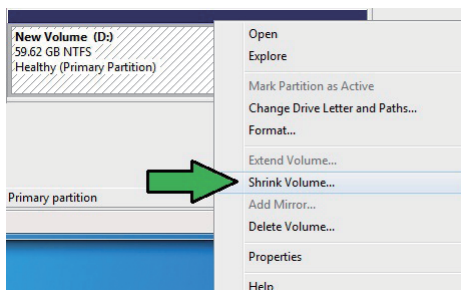 New Volume (D:)
59.62 GB NTFS
Healthy (Primary Partition)
Primary partition
Open
Explore
Mark Partition as Active
Change Drive Letter and Paths...
Format...
Extend Volume...
Shrink Volume...
Add Mirror...
Delete Volume...
Properties
Help